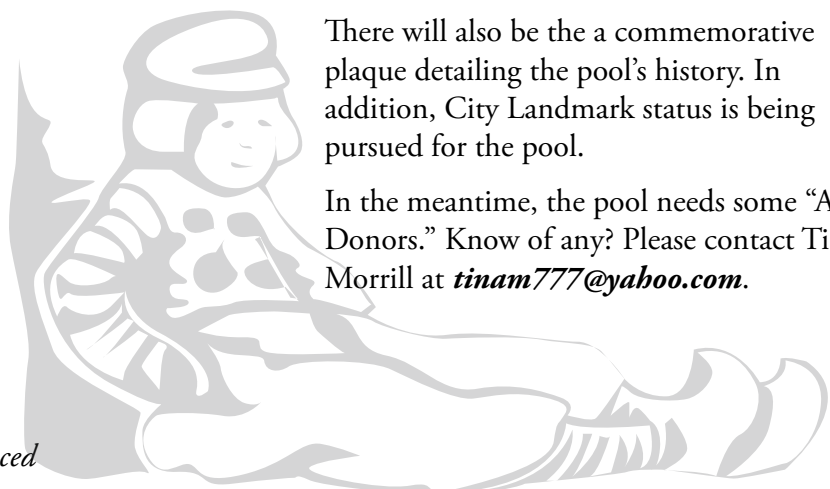 There will also be the a commemorative
plaque detailing the pool’s history. In
addition, City Landmark status is being
pursued for the pool.
In the meantime, the pool needs some “A
Donors.” Know of any? Please contact Ti
Morrill at tinam777@yahoo.com.
ced